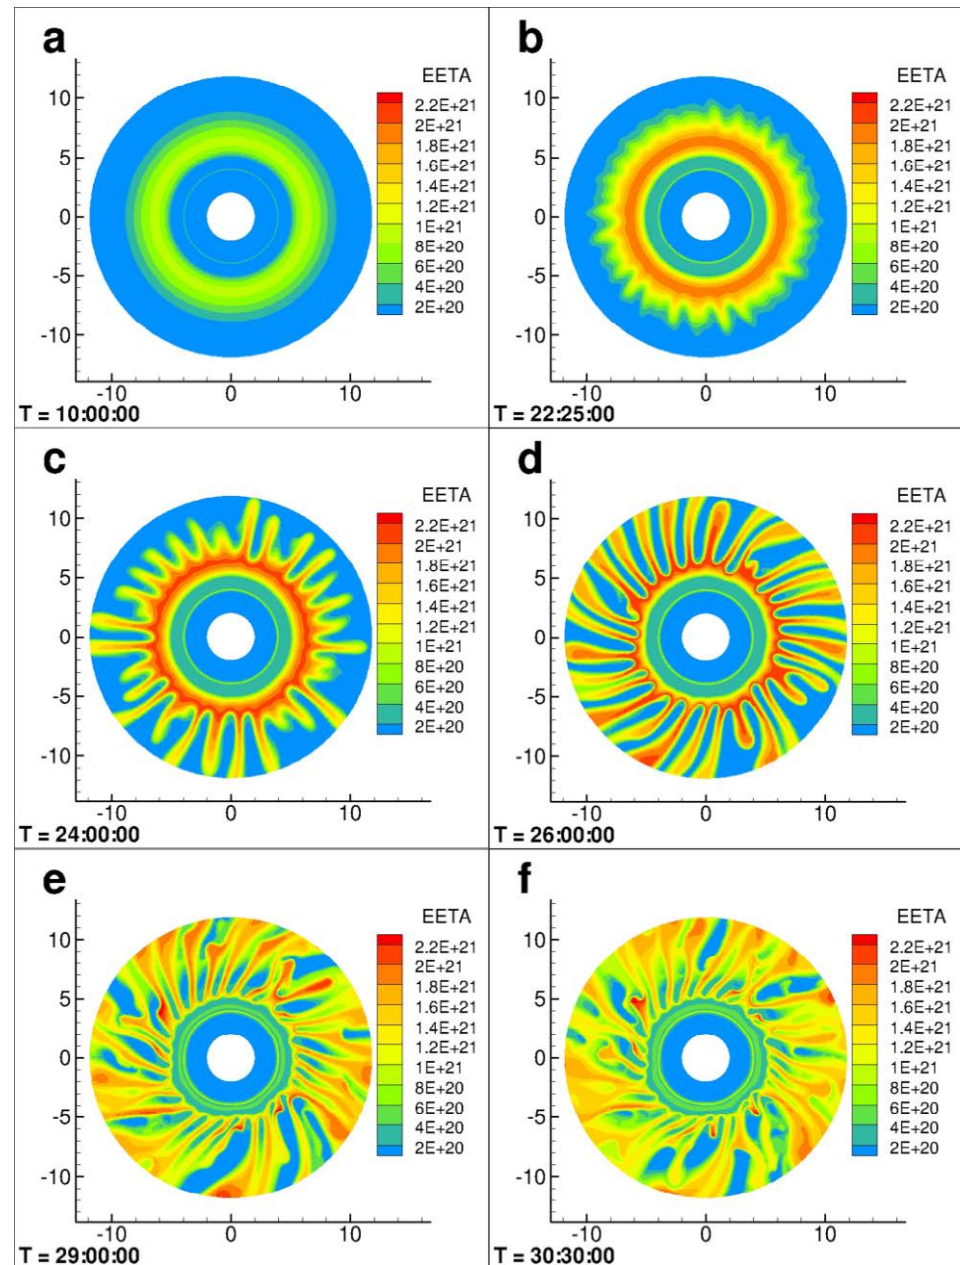 a
EETA
2.2E+21
2E+21
1.8E+21
1.6E+21
1.4E+21
1.2E+21
1E+21
8E+20
6E+20
4E+20
2E+20
10
5
0
-5
-10
-10 0 10
T = 10:00:00
b
EETA
2.2E+21
2E+21
1.8E+21
1.6E+21
1.4E+21
1.2E+21
1E+21
8E+20
6E+20
4E+20
2E+20
10
5
0
-5
-10
-10 0 10
T = 22:25:00
c
EETA
2.2E+21
2E+21
1.8E+21
1.6E+21
1.4E+21
1.2E+21
1E+21
8E+20
6E+20
4E+20
2E+20
10
5
0
-5
-10
-10 0 10
T = 24:00:00
d
EETA
2.2E+21
2E+21
1.8E+21
1.6E+21
1.4E+21
1.2E+21
1E+21
8E+20
6E+20
4E+20
2E+20
10
5
0
-5
-10
-10 0 10
T = 26:00:00
e
EETA
2.2E+21
2E+21
1.8E+21
1.6E+21
1.4E+21
1.2E+21
1E+21
8E+20
6E+20
4E+20
2E+20
10
5
0
-5
-10
-10 0 10
T = 29:00:00
f
EETA
2.2E+21
2E+21
1.8E+21
1.6E+21
1.4E+21
1.2E+21
1E+21
8E+20
6E+20
4E+20
2E+20
10
5
0
-5
-10
-10 0 10
T = 30:30:00